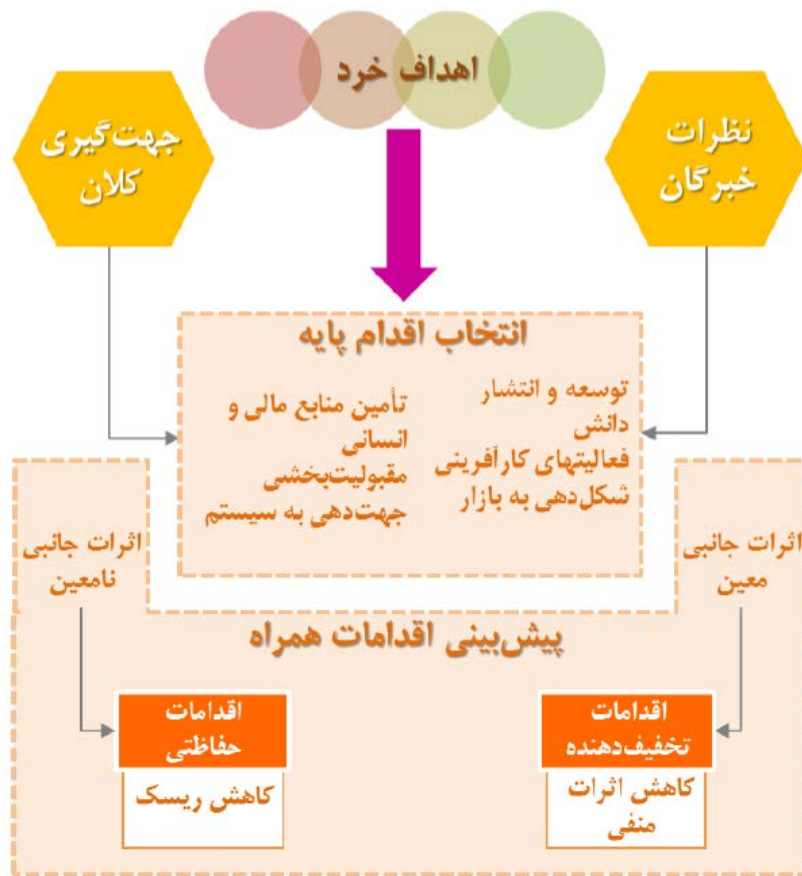 اهداف خرد
نظرات
خبرگان
جهت‌گیری
کلان
انتخاب اقدام پایه
توسعه و انتشار
دانش
فعالیتهای کارآفرینی
شکل‌دهی به بازار
تأمین منابع مالی و
انسانی
مقبولیت‌بخشی
جهت‌دهی به سیستم
اثرات جانبی
معین
اثرات جانبی
نامعین
پیش‌بینی اقدامات همراه
اقدامات
تخفیف‌دهنده
کاهش اثرات
منفی
اقدامات
حفاظتی
کاهش ریسک